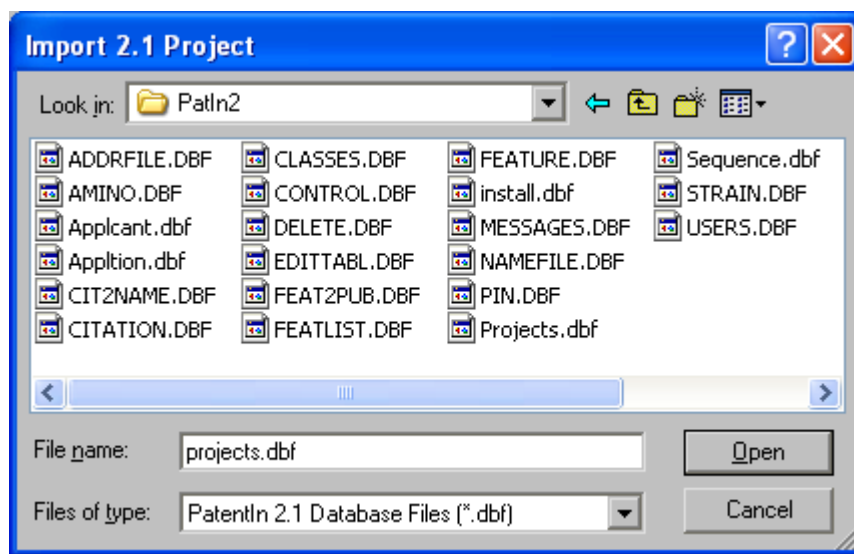 Import 2.1 Project
Look in: PatIn2
ADDRFILE.DBF CLASSES.DBF FEATURE.DBF Sequence.dbf
AMINO.DBF CONTROL.DBF install.dbf STRAIN.DBF
Applcant.dbf DELETE.DBF MESSAGES.DBF USERS.DBF
Appltion.dbf EDITTABL.DBF NAMEFILE.DBF
CIT2NAME.DBF FEAT2PUB.DBF PIN.DBF
CITATION.DBF FEATLIST.DBF Projects.dbf
File name: projects.dbf Open
Files of type: PatentIn 2.1 Database Files (*.dbf) Cancel